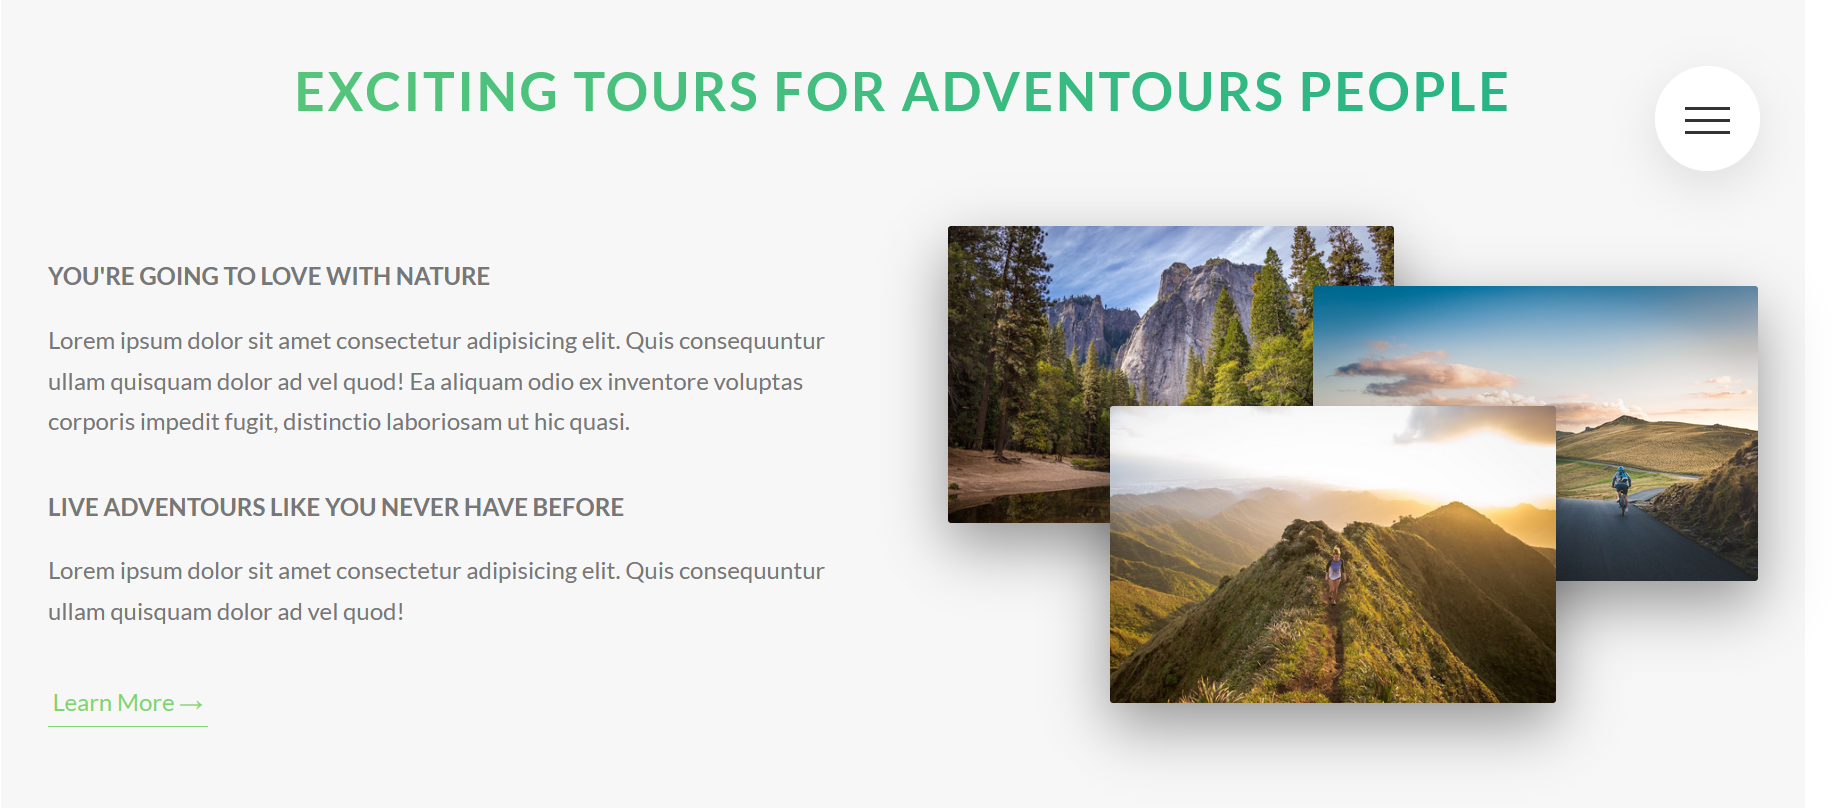 EXCITING TOURS FOR ADVENTOURS PEOPLE
YOU'RE GOING TO LOVE WITH NATURE
Lorem ipsum dolor sit amet consectetur adipisicing elit. Quis consequuntur
ullam quisquam dolor ad vel quod! Ea aliquam odio ex inventore voluptas
corporis impedit fugit, distinctio laboriosam ut hic quasi.
LIVE ADVENTOURS LIKE YOU NEVER HAVE BEFORE
Lorem ipsum dolor sit amet consectetur adipisicing elit. Quis consequuntur
ullam quisquam dolor ad vel quod!
Learn More →